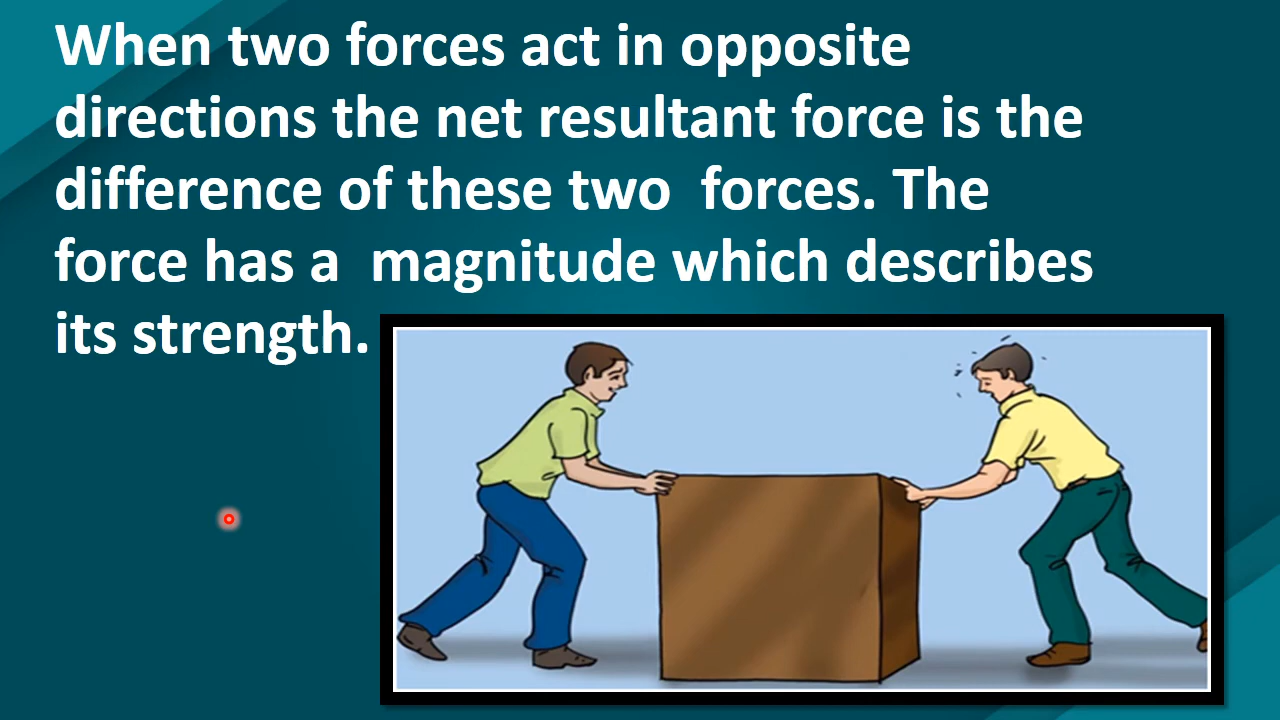 When two forces act in opposite
directions the net resultant force is the
difference of these two  forces. The
force has a  magnitude which describes
its strength.